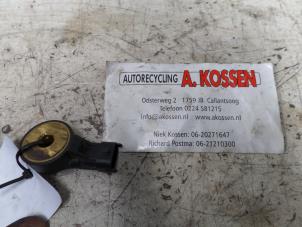 AUTORECYCLING A. KOSSEN
Oosterweg 2 1759 JB Callantsoog
Telefoon 0224 581215
info@akossen.nl www.akossen.nl
Niek Kossen: 06-20271647
Richard Postma: 06-21210300